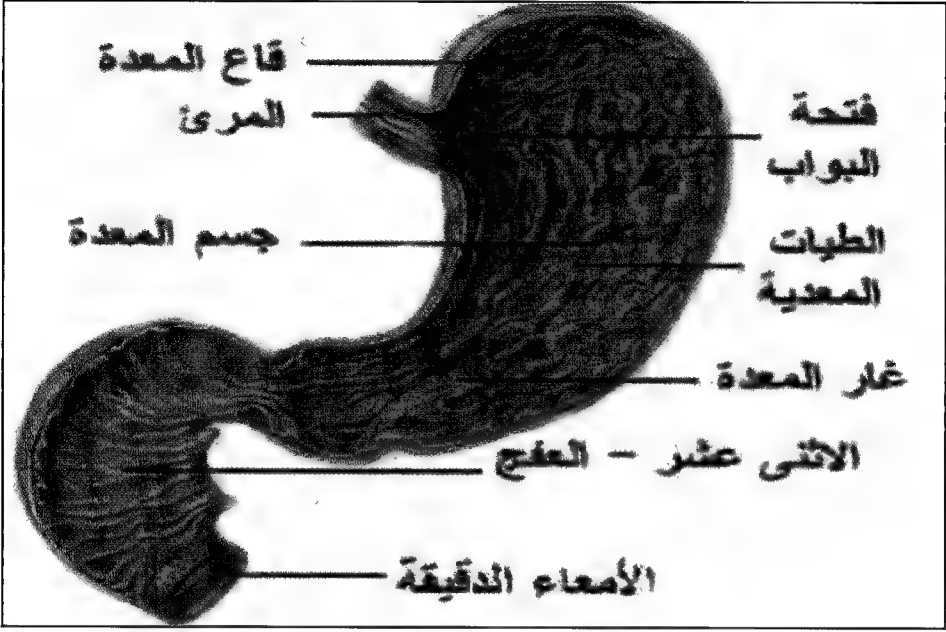 قاع المعدة
المرئ
فتحة
البواب
جسم المعدة
الطيات
المعدية
غار المعدة
الاثنى عشر – العفج
الأمعاء الدقيقة